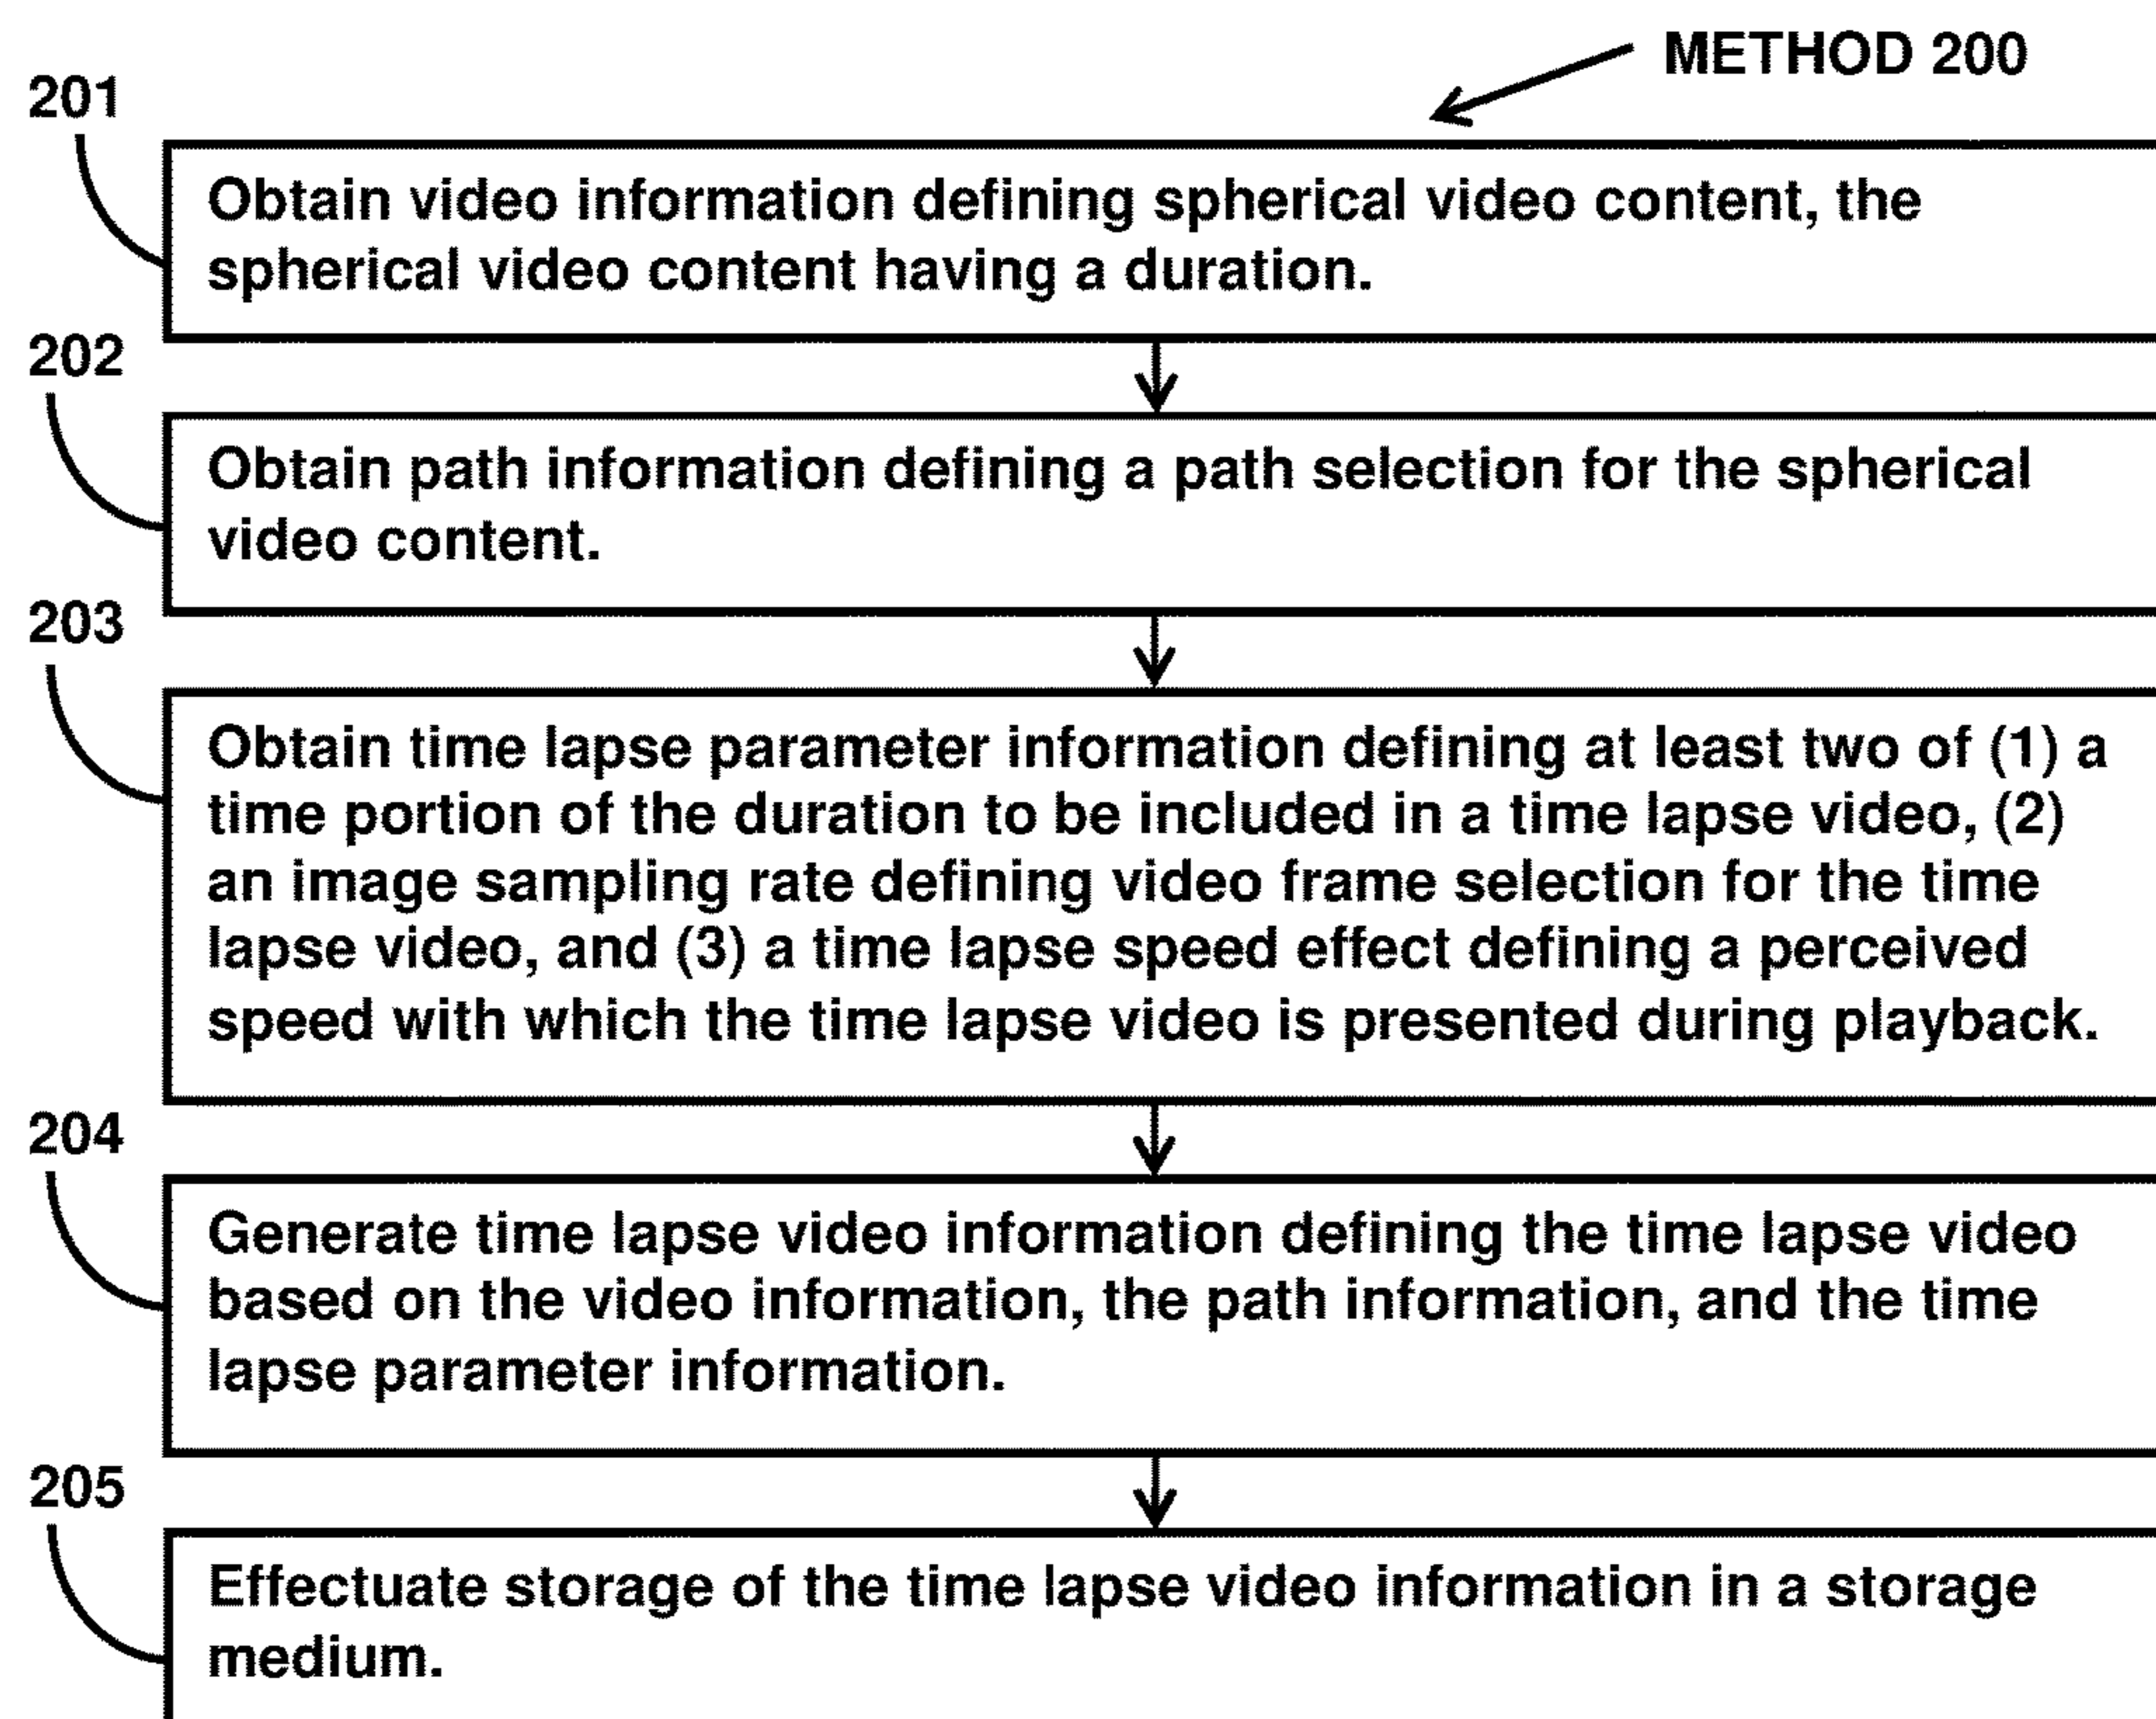 METHOD 200
201
Obtain video information defining spherical video content, the
spherical video content having a duration.
202
Obtain path information defining a path selection for the spherical
video content.
203
Obtain time lapse parameter information defining at least two of (1) a
time portion of the duration to be included in a time lapse video, (2)
an image sampling rate defining video frame selection for the time
lapse video, and (3) a time lapse speed effect defining a perceived
speed with which the time lapse video is presented during playback.
204
Generate time lapse video information defining the time lapse video
based on the video information, the path information, and the time
lapse parameter information.
205
Effectuate storage of the time lapse video information in a storage
medium.